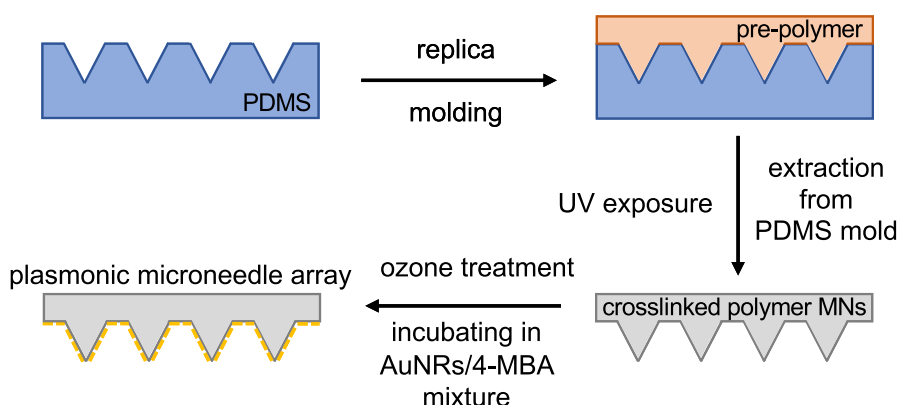 PDMS
replica
molding
pre-polymer
UV exposure
extraction
from
PDMS mold
crosslinked polymer MNs
ozone treatment
incubating in
AuNRs/4-MBA
mixture
plasmonic microneedle array